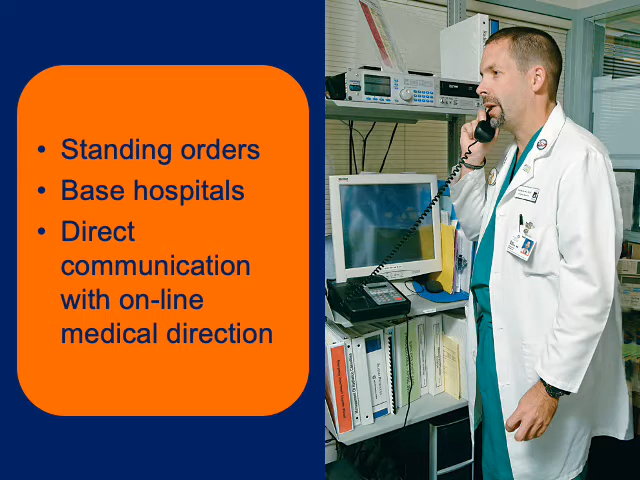 • Standing orders
• Base hospitals
• Direct
communication
with on-line
medical direction